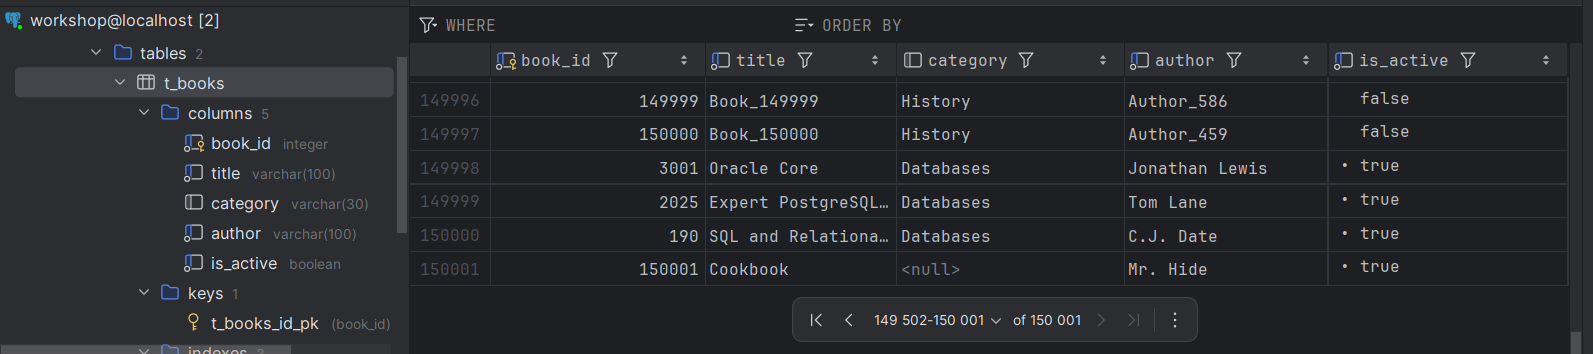 workshop@localhost [2]
tables 2
t_books
columns 5
book_id integer
title varchar(100)
category varchar(30)
author varchar(100)
is_active boolean
keys 1
t_books_id_pk (book_id)
indexes 3
WHERE ORDER BY
book_id title category author is_active
149996 149999 Book_149999 History Author_586 false
149997 150000 Book_150000 History Author_459 false
149998 3001 Oracle Core Databases Jonathan Lewis • true
149999 2025 Expert PostgreSQL… Databases Tom Lane • true
150000 190 SQL and Relationa… Databases C.J. Date • true
150001 150001 Cookbook <null> Mr. Hide • true
149 502-150 001 of 150 001